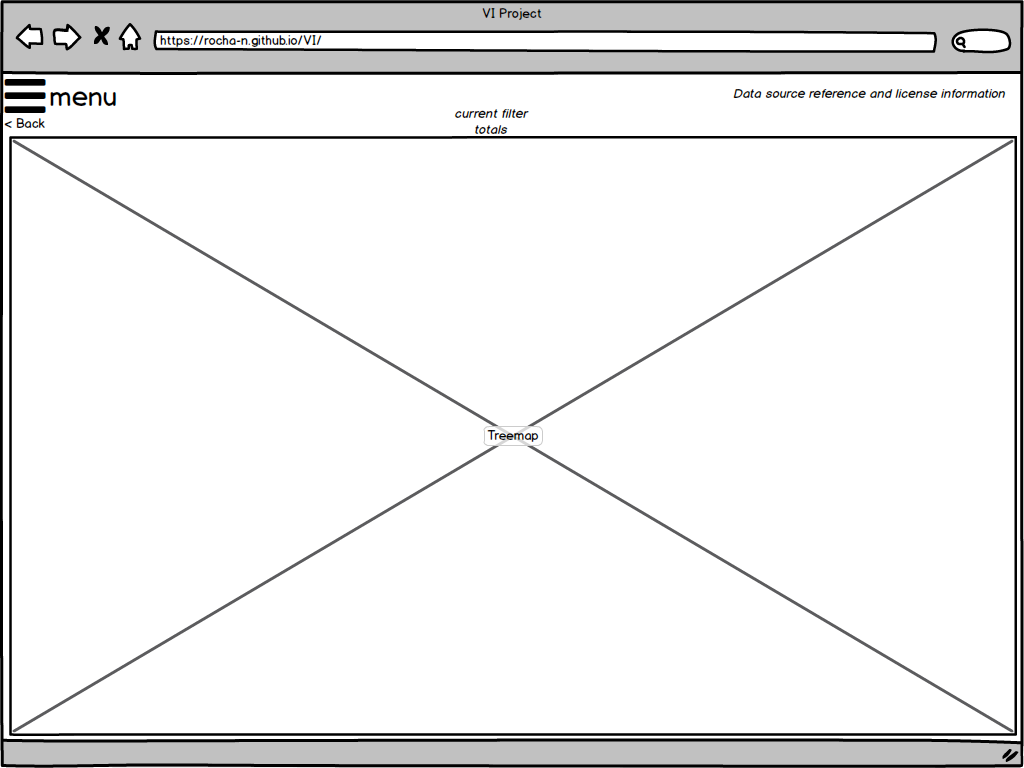 VI Project
https://rocha-n.github.io/VI/
menu
Data source reference and license information
current filter
totals
< Back
Treemap